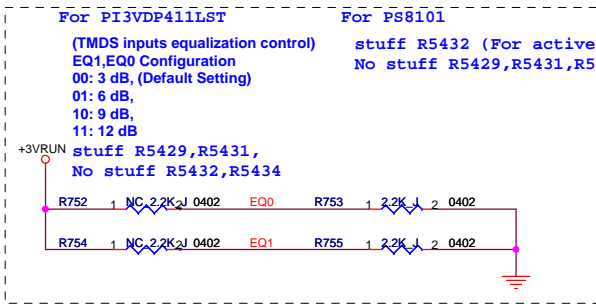 For PI3VDP411LST
For PS8101
(TMDS inputs equalization control)
stuff R5432 (For active
EQ1,EQ0 Configuration
No stuff R5429,R5431,R5
00: 3 dB, (Default Setting)
01: 6 dB,
10: 9 dB,
11: 12 dB
+3VRUN
stuff R5429,R5431,
No stuff R5432,R5434
R752 1 NC_2.2K_J 2 0402 EQ0 R753 1 2.2K_J 2 0402
R754 1 NC_2.2K_J 2 0402 EQ1 R755 1 2.2K_J 2 0402